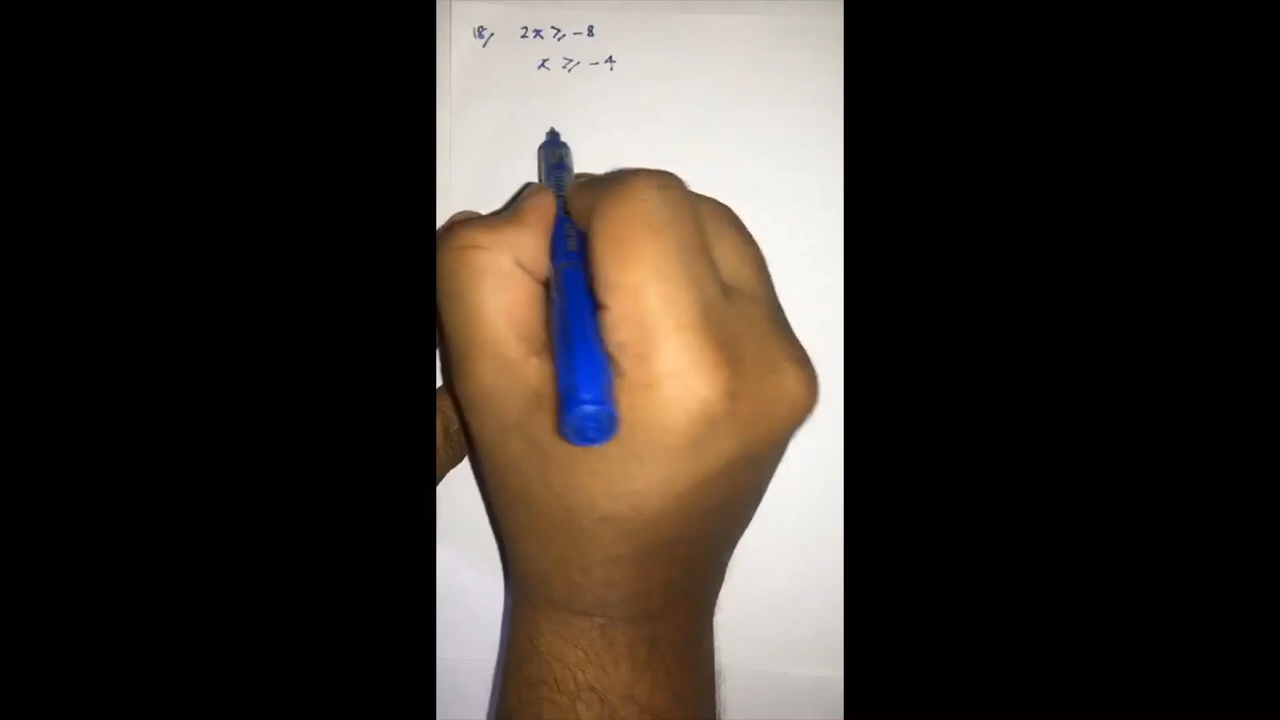 18, 2x ≥ -8
x ≥ -4